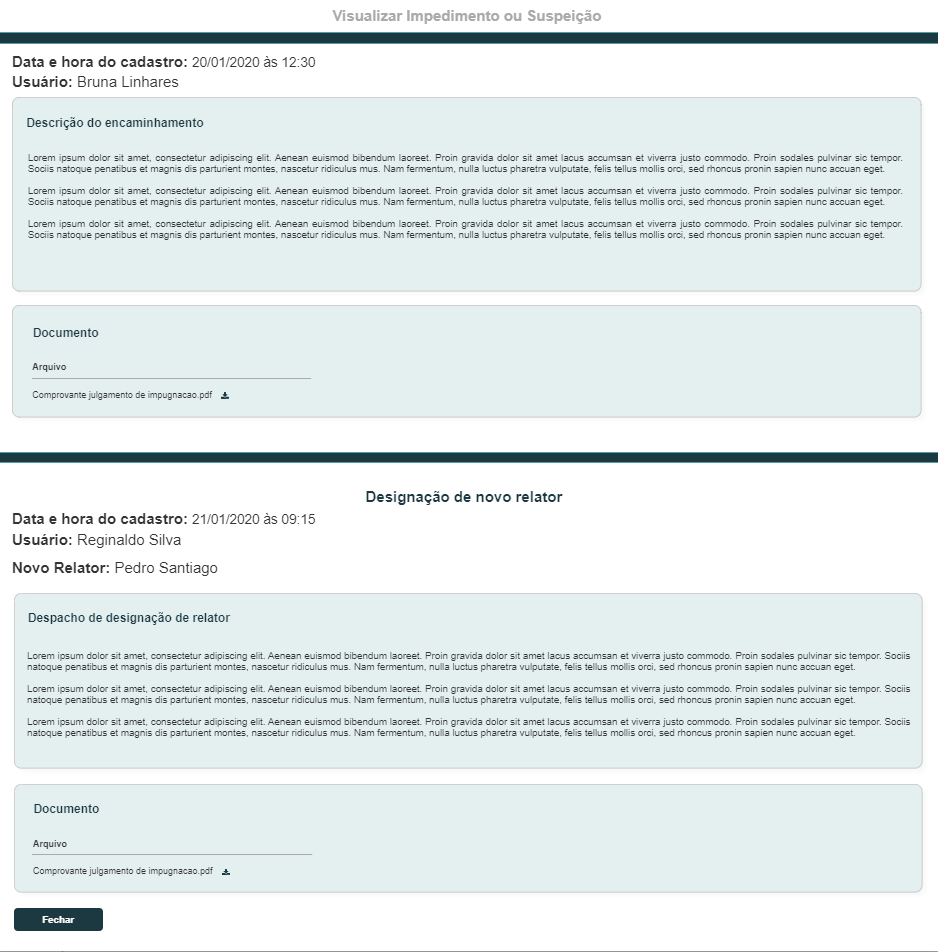 Visualizar Impedimento ou Suspeição
Data e hora do cadastro: 20/01/2020 às 12:30
Usuário: Bruna Linhares
Descrição do encaminhamento
Lorem ipsum dolor sit amet, consectetur adipiscing elit. Aenean euismod bibendum laoreet. Proin gravida dolor sit amet lacus accumsan et viverra justo commodo. Proin sodales pulvinar sic tempor.
Sociis natoque penatibus et magnis dis parturient montes, nascetur ridiculus mus. Nam fermentum, nulla luctus pharetra vulputate, felis tellus mollis orci, sed rhoncus pronin sapien nunc accuan eget.
Lorem ipsum dolor sit amet, consectetur adipiscing elit. Aenean euismod bibendum laoreet. Proin gravida dolor sit amet lacus accumsan et viverra justo commodo. Proin sodales pulvinar sic tempor.
Sociis natoque penatibus et magnis dis parturient montes, nascetur ridiculus mus. Nam fermentum, nulla luctus pharetra vulputate, felis tellus mollis orci, sed rhoncus pronin sapien nunc accuan eget.
Lorem ipsum dolor sit amet, consectetur adipiscing elit. Aenean euismod bibendum laoreet. Proin gravida dolor sit amet lacus accumsan et viverra justo commodo. Proin sodales pulvinar sic tempor.
Sociis natoque penatibus et magnis dis parturient montes, nascetur ridiculus mus. Nam fermentum, nulla luctus pharetra vulputate, felis tellus mollis orci, sed rhoncus pronin sapien nunc accuan eget.
Documento
Arquivo
Comprovante julgamento de impugnacao.pdf
Designação de novo relator
Data e hora do cadastro: 21/01/2020 às 09:15
Usuário: Reginaldo Silva
Novo Relator: Pedro Santiago
Despacho de designação de relator
Lorem ipsum dolor sit amet, consectetur adipiscing elit. Aenean euismod bibendum laoreet. Proin gravida dolor sit amet lacus accumsan et viverra justo commodo. Proin sodales pulvinar sic tempor. Sociis
natoque penatibus et magnis dis parturient montes, nascetur ridiculus mus. Nam fermentum, nulla luctus pharetra vulputate, felis tellus mollis orci, sed rhoncus pronin sapien nunc accuan eget.
Lorem ipsum dolor sit amet, consectetur adipiscing elit. Aenean euismod bibendum laoreet. Proin gravida dolor sit amet lacus accumsan et viverra justo commodo. Proin sodales pulvinar sic tempor. Sociis
natoque penatibus et magnis dis parturient montes, nascetur ridiculus mus. Nam fermentum, nulla luctus pharetra vulputate, felis tellus mollis orci, sed rhoncus pronin sapien nunc accuan eget.
Lorem ipsum dolor sit amet, consectetur adipiscing elit. Aenean euismod bibendum laoreet. Proin gravida dolor sit amet lacus accumsan et viverra justo commodo. Proin sodales pulvinar sic tempor. Sociis
natoque penatibus et magnis dis parturient montes, nascetur ridiculus mus. Nam fermentum, nulla luctus pharetra vulputate, felis tellus mollis orci, sed rhoncus pronin sapien nunc accuan eget.
Documento
Arquivo
Comprovante julgamento de impugnacao.pdf
Fechar